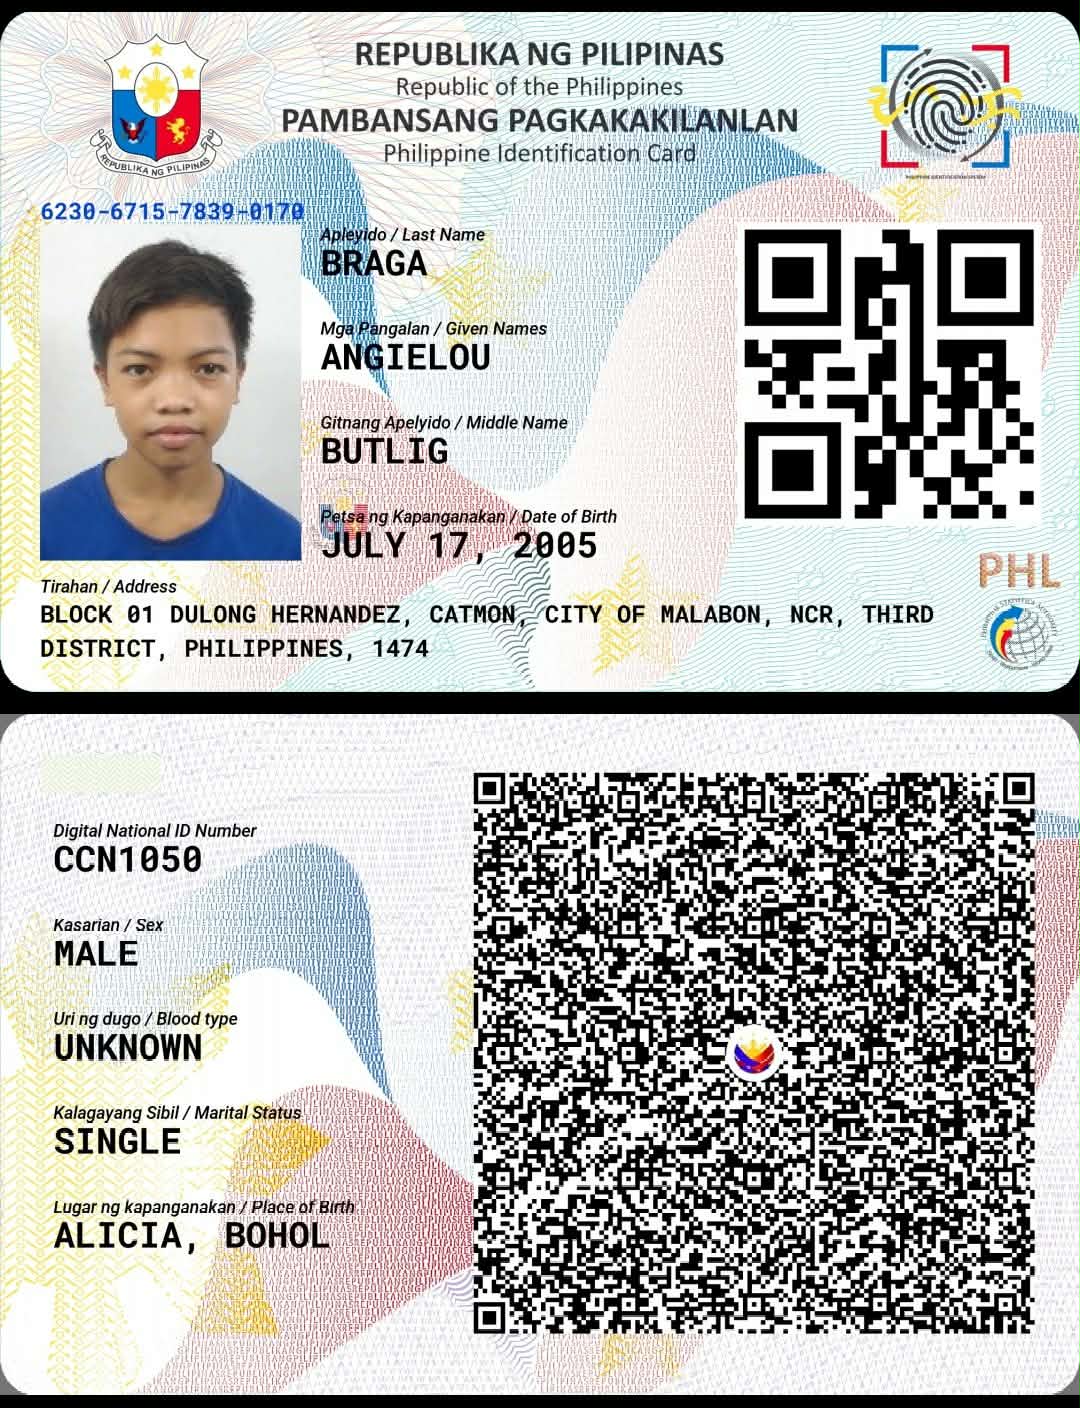 REPUBLIKA NG PILIPINAS
Republic of the Philippines
PAMBANSANG PAGKAKAKILANLAN
Philippine Identification Card
REPUBLIKA NG PILIPINAS
PHILIPPINE IDENTIFICATION SYSTEM
6230-6715-7839-0170
Apleyido / Last Name
BRAGA
Mga Pangalan / Given Names
ANGIELOU
Gitnang Apelyido / Middle Name
BUTLIG
Petsa ng Kapanganakan / Date of Birth
JULY 17, 2005
PHL
Tirahan / Address
BLOCK 01 DULONG HERNANDEZ, CATMON, CITY OF MALABON, NCR, THIRD
DISTRICT, PHILIPPINES, 1474
Digital National ID Number
CCN1050
Kasarian / Sex
MALE
Uri ng dugo / Blood type
UNKNOWN
Kalagayang Sibil / Marital Status
SINGLE
Lugar ng kapanganakan / Place of Birth
ALICIA, BOHOL